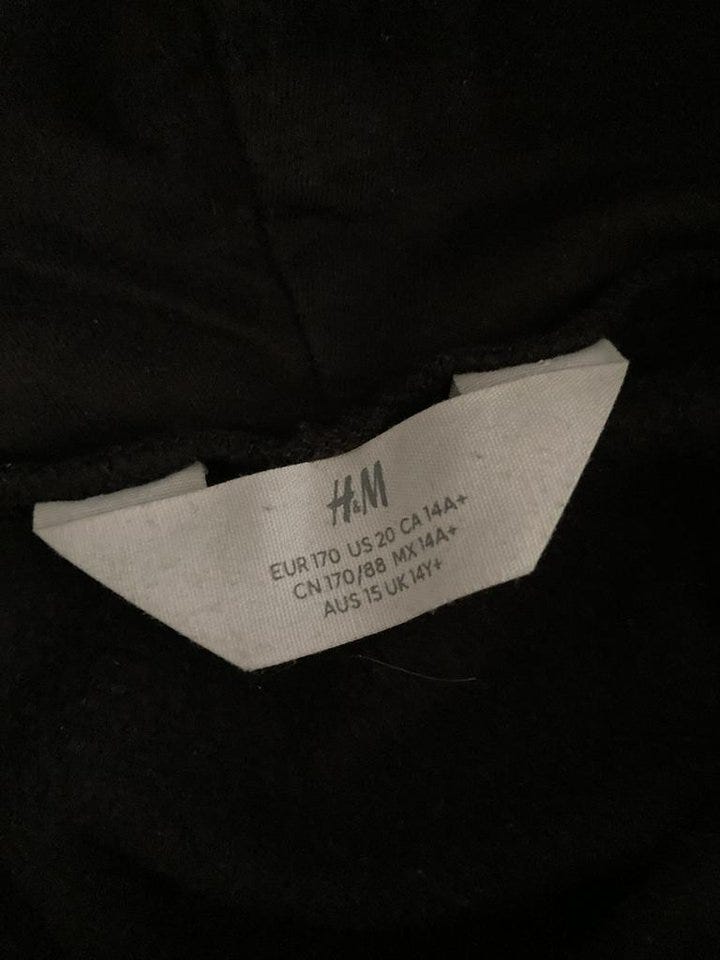 H&M
EUR 170 US 20 CA 14A+
CN 170/88 MX 14A+
AUS 15 UK 14Y+